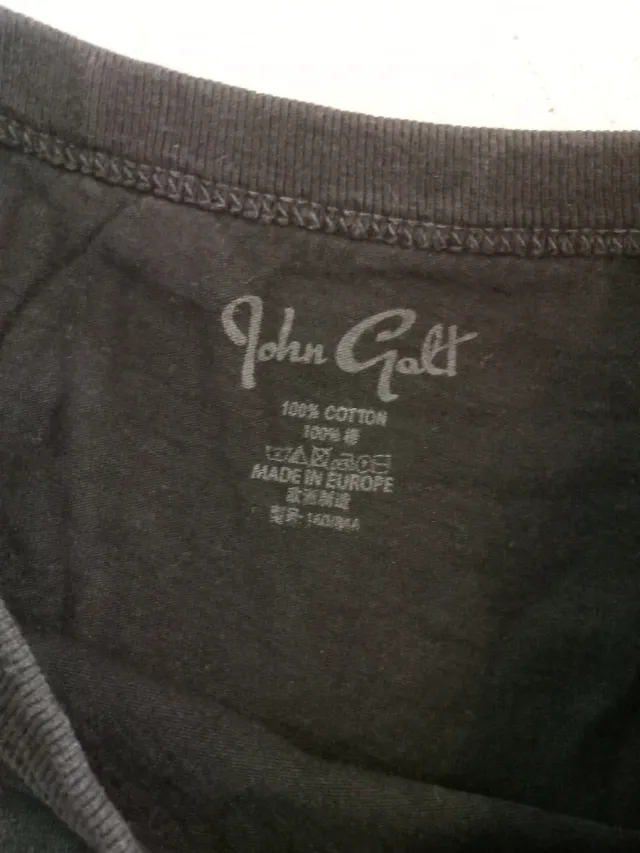 John Galt
100% COTTON
100% 棉
MADE IN EUROPE
欧洲制造